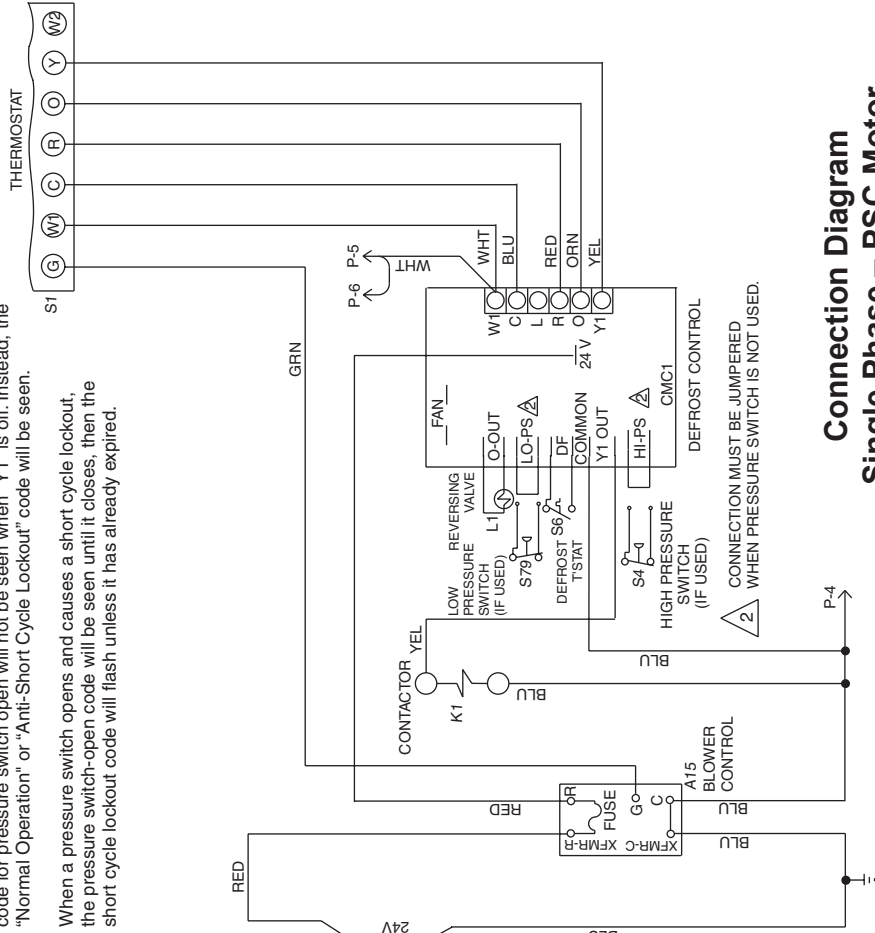 code for pressure switch open will not be seen when "Y1" is off. Instead, the
"Normal Operation" or "Anti-Short Cycle Lockout" code will be seen.
When a pressure switch opens and causes a short cycle lockout,
the pressure switch-open code will be seen until it closes, then the
short cycle lockout code will flash unless it has already expired.
THERMOSTAT
S1
G
W1
C
R
O
Y
W2
GRN
P-6
P-5
WHT
WHT
BLU
RED
ORN
YEL
W1
C
L
R
O
Y1
24 V
FAN
O-OUT
LO-PS
2
DF
COMMON
Y1 OUT
HI-PS
2
CMC1
DEFROST CONTROL
REVERSING
VALVE
L1
LOW
PRESSURE
SWITCH
(IF USED)
S79
S6
DEFROST
T'STAT
S4
HIGH PRESSURE
SWITCH
(IF USED)
2
CONNECTION MUST BE JUMPERED
WHEN PRESSURE SWITCH IS NOT USED.
CONTACTOR
YEL
K1
BLU
BLU
P-4
RED
RED
24V
R
FUSE
G
C
XFMR-R
XFMR-C
A15
BLOWER
CONTROL
BLU
BLU
Connection Diagram
Single Phase – PSC Motor